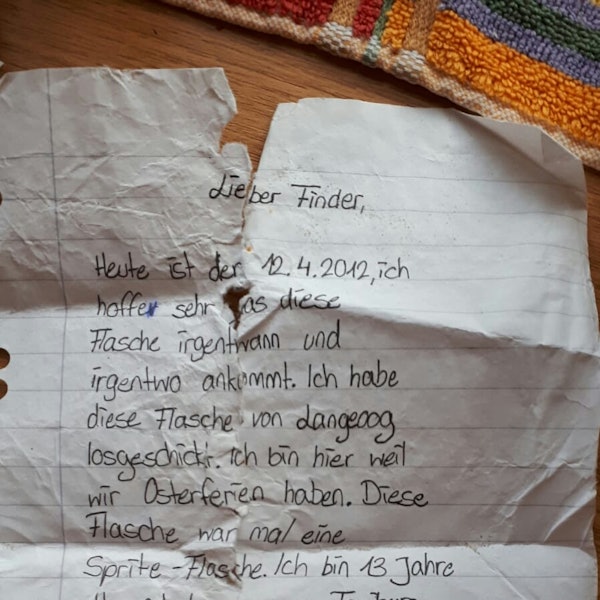 Lieber Finder,
Heute ist der 12.4.2012, ich
hoffe sehr das diese
Flasche irgentwann und
irgentwo ankommt. Ich habe
diese Flasche von Langeoog
losgeschickt. Ich bin hier weil
wir Osterferien haben. Diese
Flasche war mal eine
Sprite-Flasche. Ich bin 13 Jahre